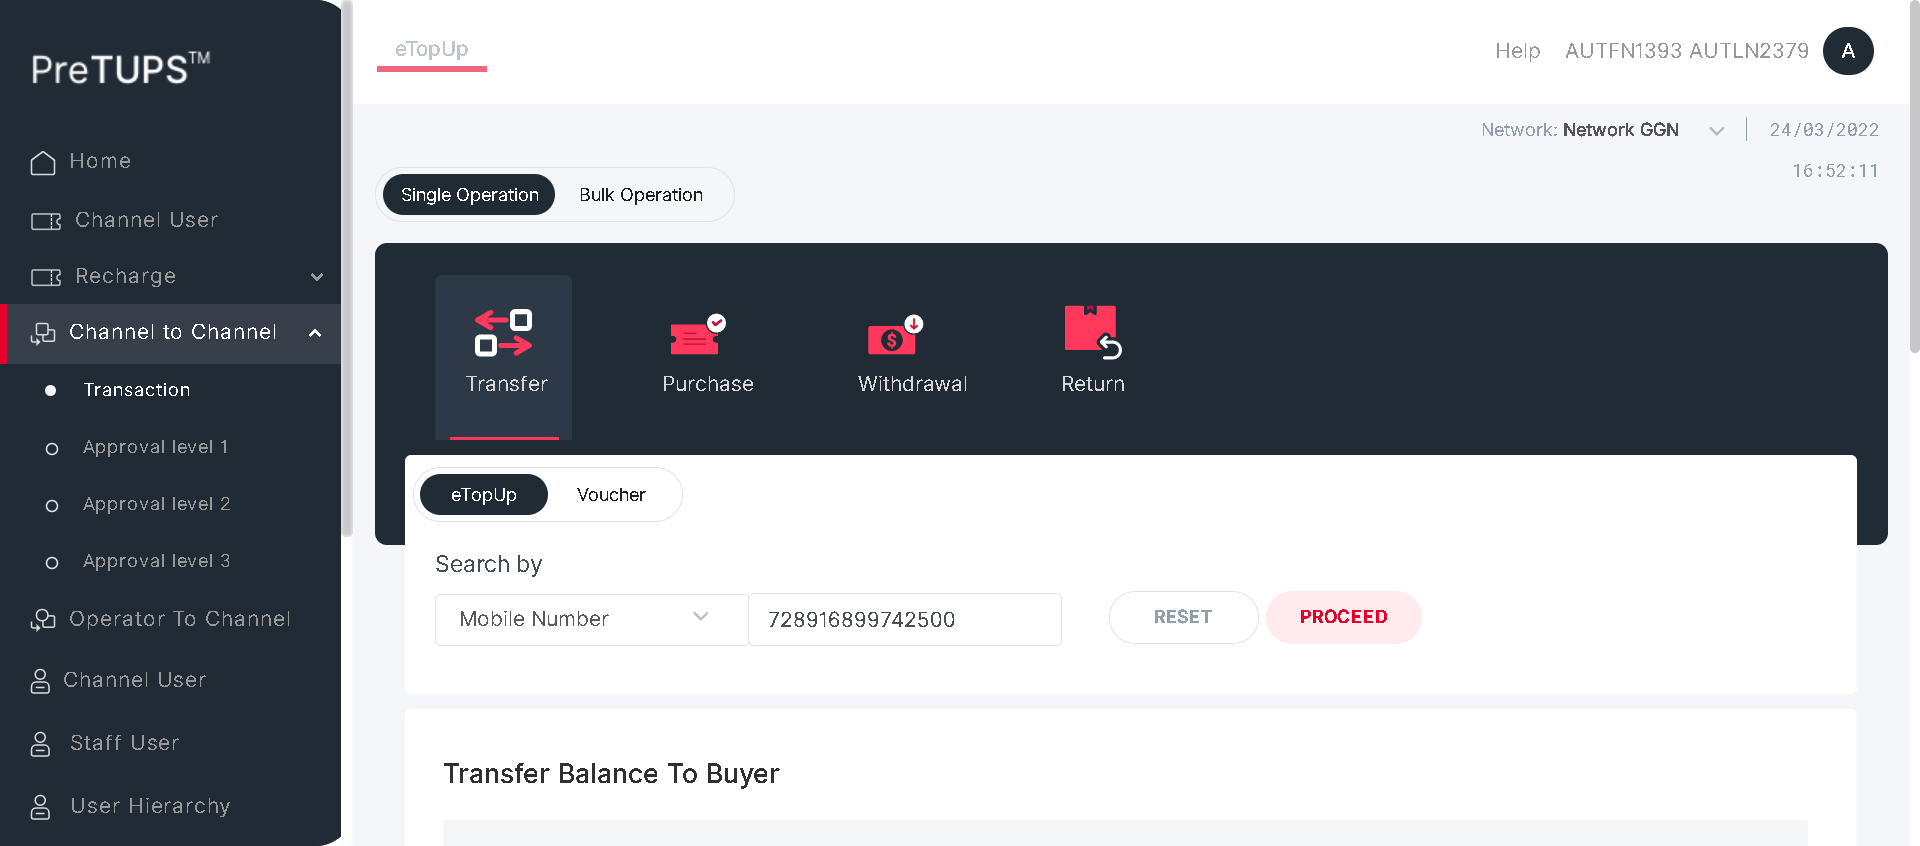 PreTUPS™
Home
Channel User
Recharge
Channel to Channel
Transaction
Approval level 1
Approval level 2
Approval level 3
Operator To Channel
Channel User
Staff User
User Hierarchy
eTopUp
Help AUTFN1393 AUTLN2379 A
Network: Network GGN 24/03/2022
16:52:11
Single Operation Bulk Operation
Transfer Purchase Withdrawal Return
eTopUp Voucher
Search by
Mobile Number 728916899742500 RESET PROCEED
Transfer Balance To Buyer